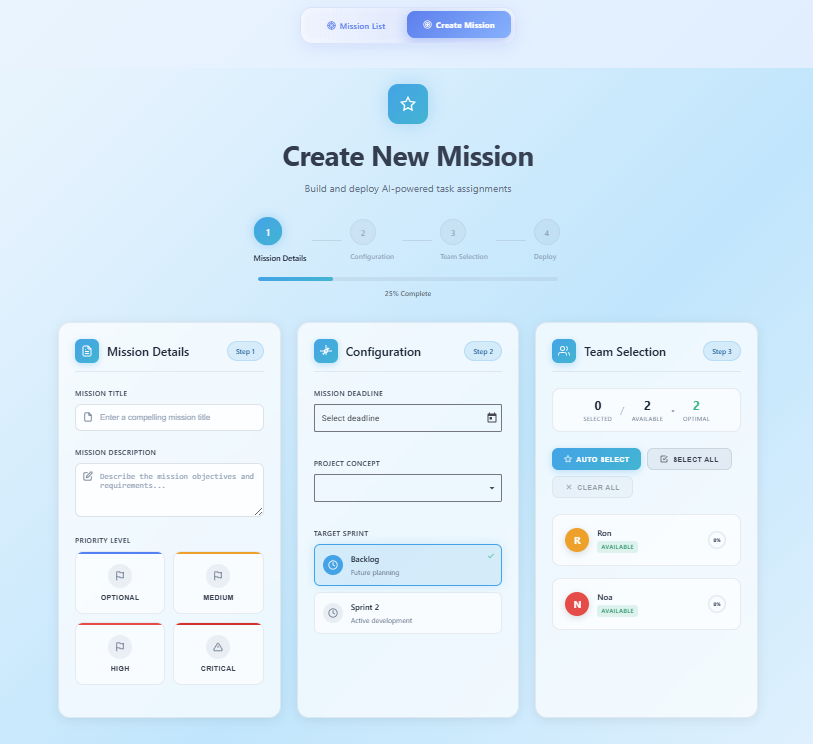 Mission List
Create Mission
Create New Mission
Build and deploy AI-powered task assignments
1
2
3
4
Mission Details
Configuration
Team Selection
Deploy
25% Complete
Mission Details
Step 1
MISSION TITLE
Enter a compelling mission title
MISSION DESCRIPTION
Describe the mission objectives and
requirements...
PRIORITY LEVEL
OPTIONAL
MEDIUM
HIGH
CRITICAL
Configuration
Step 2
MISSION DEADLINE
Select deadline
PROJECT CONCEPT
TARGET SPRINT
Backlog
Future planning
Sprint 2
Active development
Team Selection
Step 3
0 / 2 • 2
SELECTED AVAILABLE OPTIMAL
AUTO SELECT
SELECT ALL
CLEAR ALL
R
Ron
AVAILABLE
0%
N
Noa
AVAILABLE
0%